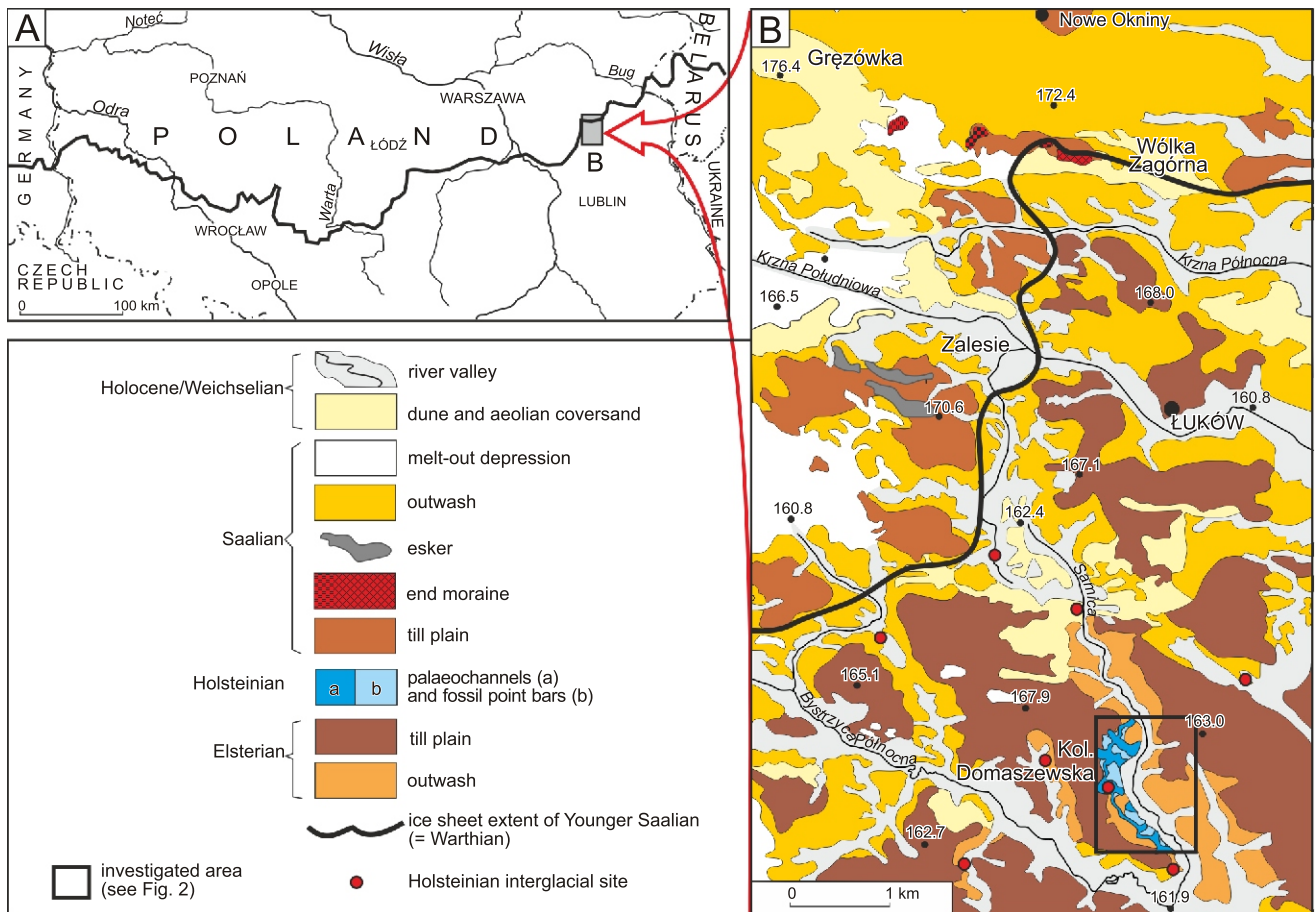 A
Noteć
Wisła
BELARUS
GERMANY
POZNAŃ
Bug
WARSZAWA
Odra
POLAND
ŁÓDŹ
B
Warta
LUBLIN
UKRAINE
WROCŁAW
CZECH
REPUBLIC
OPOLE
0 100 km
Holocene/Weichselian
river valley
dune and aeolian coversand
Saalian
melt-out depression
outwash
esker
end moraine
till plain
Holsteinian
a b
palaeochannels (a)
and fossil point bars (b)
Elsterian
till plain
outwash
ice sheet extent of Younger Saalian
(= Warthian)
investigated area
(see Fig. 2)
Holsteinian interglacial site
B
Nowe Okniny
Gręzówka
176.4
172.4
Wólka
Zagórna
Krzna Południowa
Krzna Północna
166.5
168.0
Zalesie
170.6
160.8
ŁUKÓW
167.1
160.8
162.4
Samica
165.1
167.9
163.0
Bystrzyca Północna
Kol.
Domaszewska
162.7
0 1 km
161.9